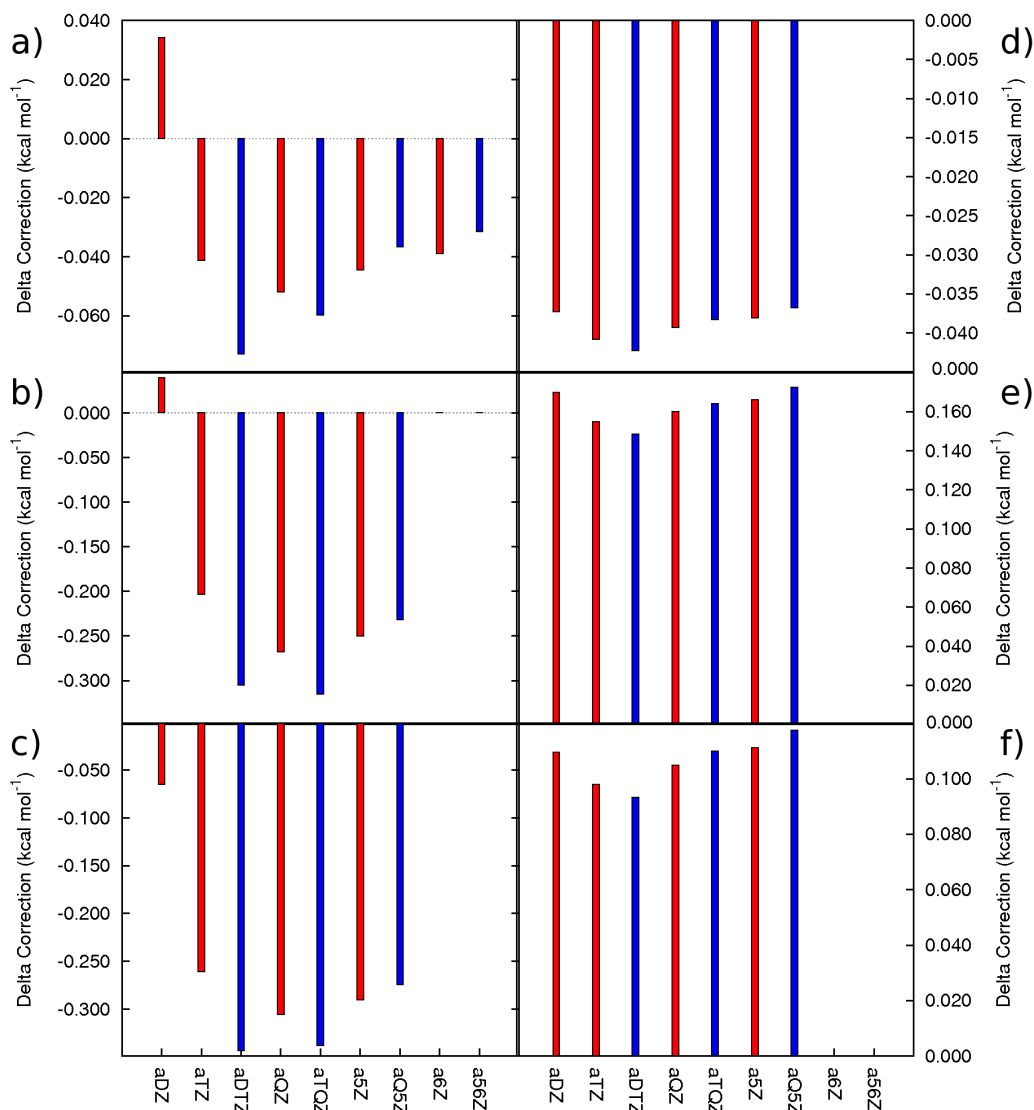 a)
Delta Correction (kcal mol-1)
0.040
0.020
0.000
-0.020
-0.040
-0.060
d)
Delta Correction (kcal mol-1)
0.000
-0.005
-0.010
-0.015
-0.020
-0.025
-0.030
-0.035
-0.040
b)
Delta Correction (kcal mol-1)
0.000
-0.050
-0.100
-0.150
-0.200
-0.250
-0.300
e)
Delta Correction (kcal mol-1)
0.000
0.160
0.140
0.120
0.100
0.080
0.060
0.040
0.020
0.000
c)
Delta Correction (kcal mol-1)
-0.050
-0.100
-0.150
-0.200
-0.250
-0.300
f)
Delta Correction (kcal mol-1)
0.100
0.080
0.060
0.040
0.020
0.000
aDZ
aTZ
aDTZ
aQZ
aTQZ
a5Z
aQ5Z
a6Z
a56Z
aDZ
aTZ
aDTZ
aQZ
aTQZ
a5Z
aQ5Z
a6Z
a56Z